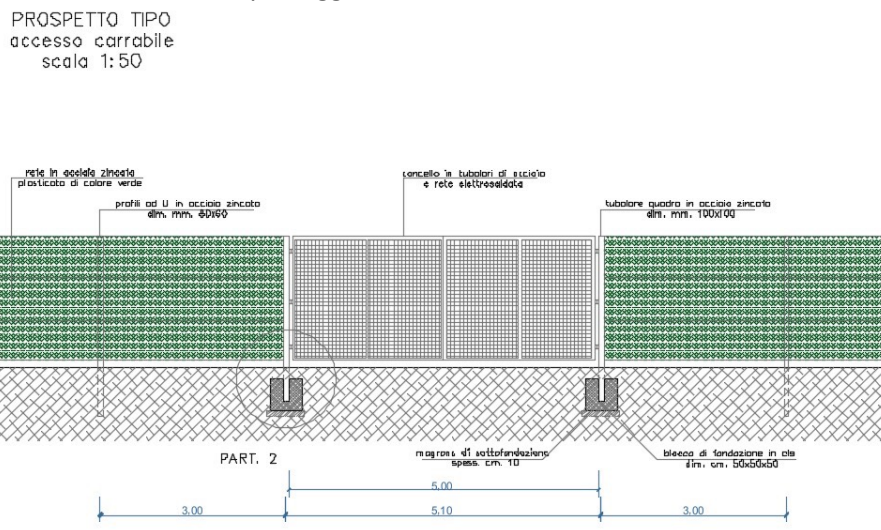 PROSPETTO TIPO
accesso carrabile
scala 1:50
rete in acciaio zincato
plasticato di colore verde
profili ad U in acciaio zincato
dim. mm.
cancello in tubolari di acciaio
e rete elettrosaldata
tubolare quadro in acciaio zincato
dim. mm. 100x100
PART. 2
magrone di sottofondazione
spess. cm. 10
blocco di fondazione in cls
dim. cm. 50x50x50
5.00
3.00
5.10
3.00